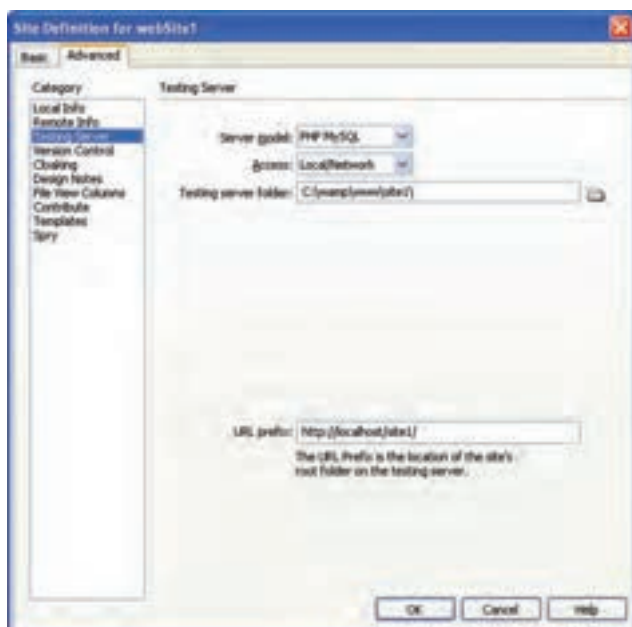 Site Definition for webSite1
Basic
Advanced
Category
Local Info
Remote Info
Testing Server
Version Control
Cloaking
Design Notes
File View Columns
Contribute
Templates
Spry
Testing Server
Server model: PHP MySQL
Access: Local/Network
Testing server folder: C:\wamp\www\site1\
URL prefix: http://localhost/site1/
The URL Prefix is the location of the site's
root folder on the testing server.
OK
Cancel
Help